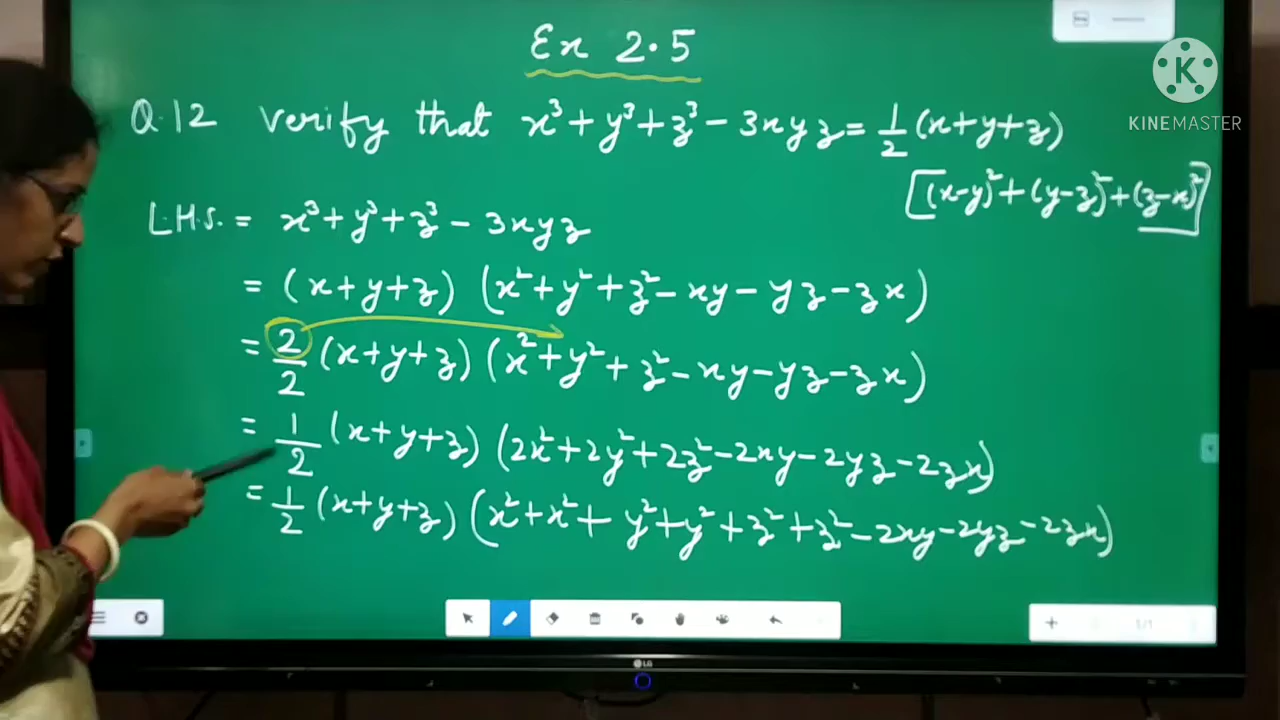 Ex 2.5
K
KINEMASTER
Q.12 verify that x³ + y³ + z³ - 3xyz = 1/2 (x+y+z)
[(x-y)² + (y-z)² + (z-x)²]
L.H.S. = x³ + y³ + z³ - 3xyz
= (x+y+z) (x² + y² + z² - xy - yz - zx)
= 2/2 (x+y+z) (x² + y² + z² - xy - yz - zx)
= 1/2 (x+y+z) (2x² + 2y² + 2z² - 2xy - 2yz - 2zx)
= 1/2 (x+y+z) (x² + x² + y² + y² + z² + z² - 2xy - 2yz - 2zx)
1/1
LG